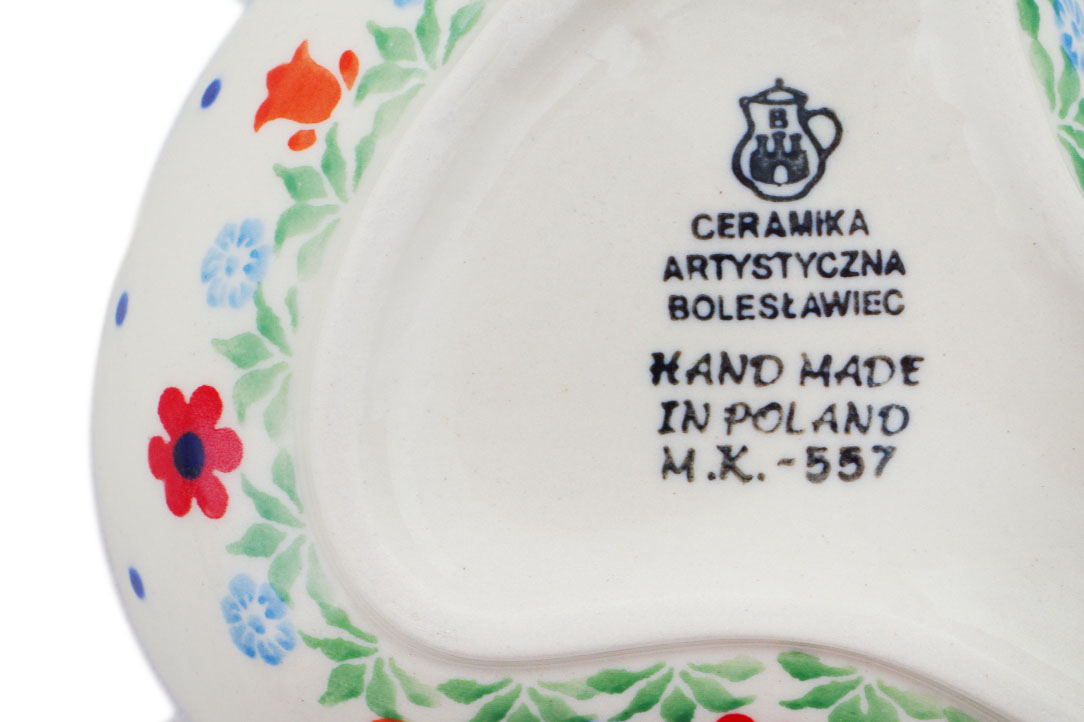 B
CERAMIKA
ARTYSTYCZNA
BOLESŁAWIEC
HAND MADE
IN POLAND
M.K.-557